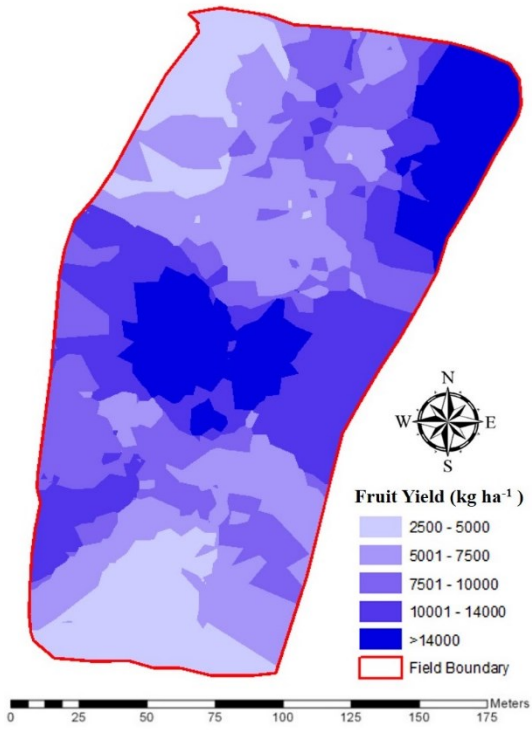 N
W E
S
Fruit Yield (kg ha⁻¹ )
2500 - 5000
5001 - 7500
7501 - 10000
10001 - 14000
>14000
Field Boundary
Meters
0 25 50 75 100 125 150 175